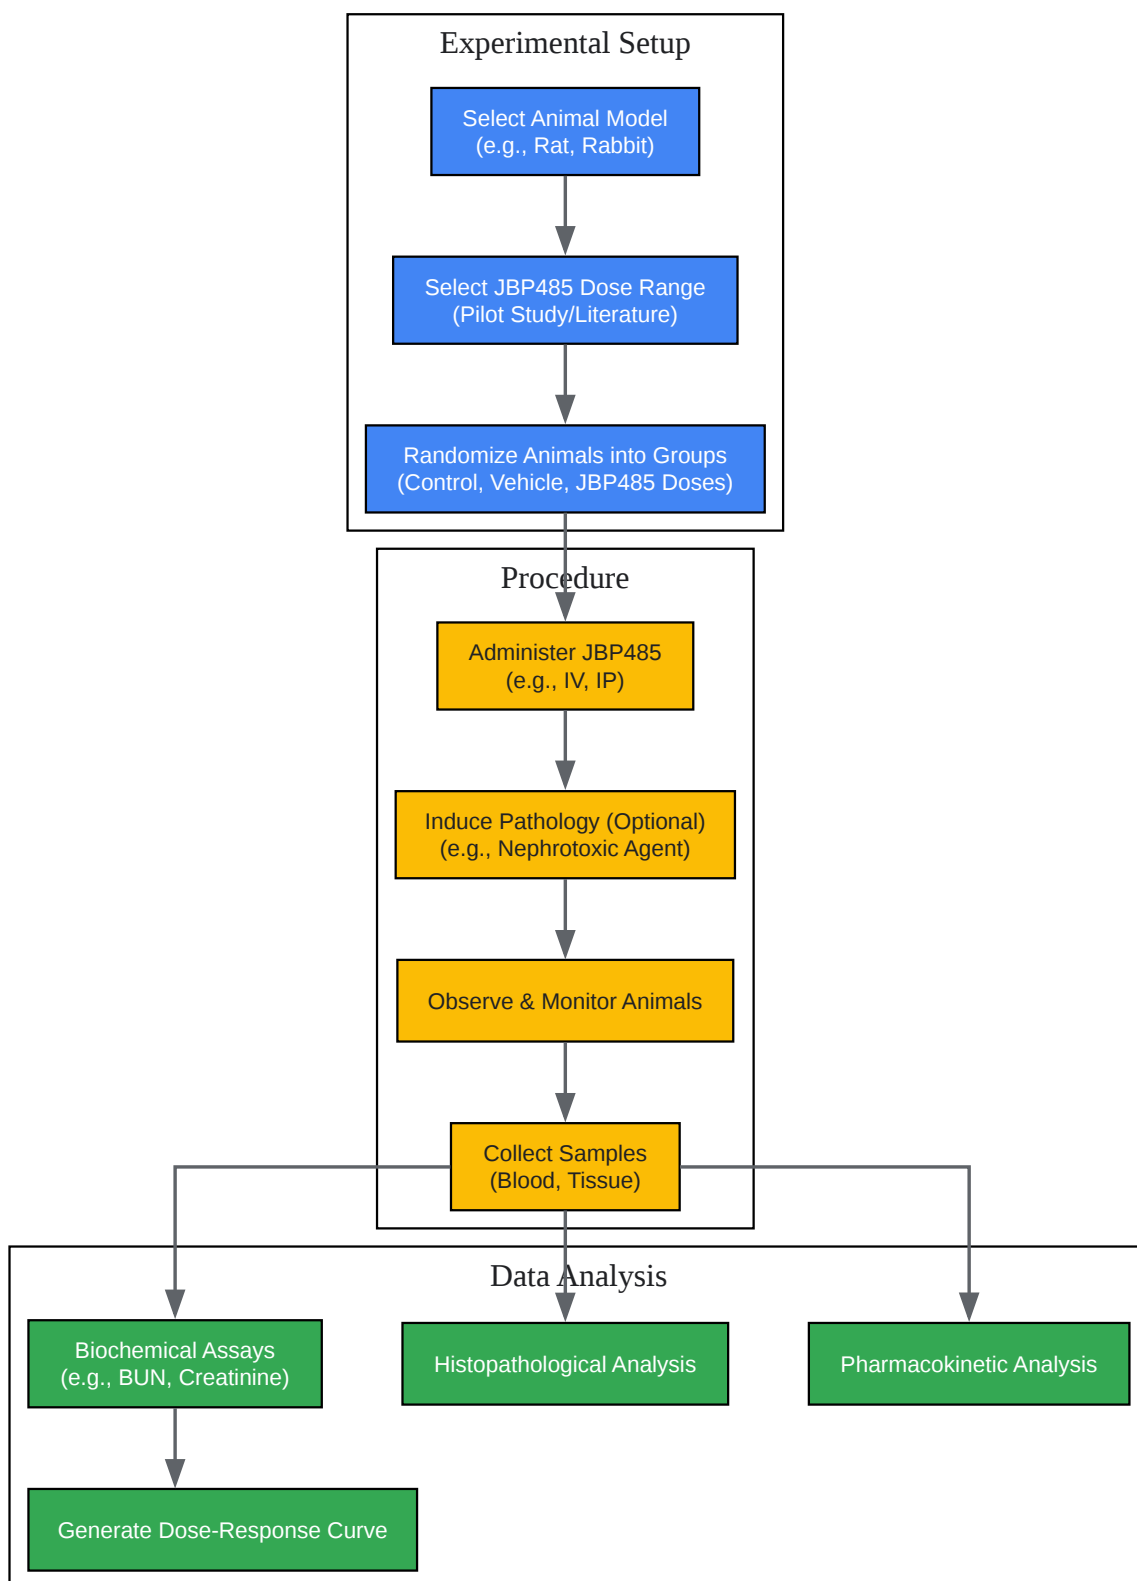 Experimental Setup
Select Animal Model
(e.g., Rat, Rabbit)
Select JBP485 Dose Range
(Pilot Study/Literature)
Randomize Animals into Groups
(Control, Vehicle, JBP485 Doses)
Procedure
Administer JBP485
(e.g., IV, IP)
Induce Pathology (Optional)
(e.g., Nephrotoxic Agent)
Observe & Monitor Animals
Collect Samples
(Blood, Tissue)
Data Analysis
Biochemical Assays
(e.g., BUN, Creatinine)
Histopathological Analysis
Pharmacokinetic Analysis
Generate Dose-Response Curve